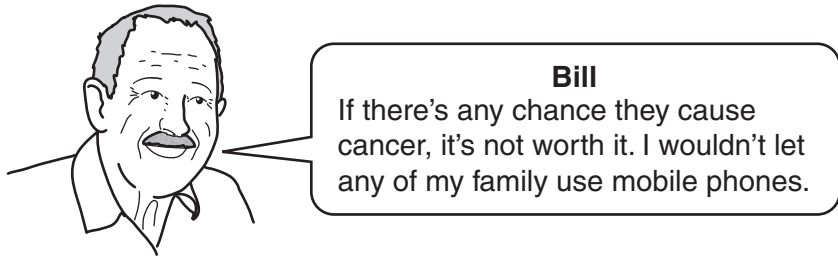 Bill
If there’s any chance they cause
cancer, it’s not worth it. I wouldn’t let
any of my family use mobile phones.